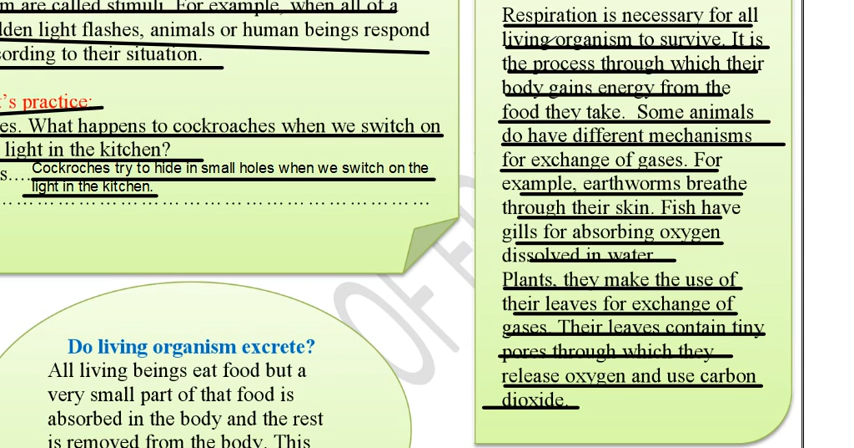 m are called stimuli. For example, when all of a
lden light flashes, animals or human beings respond
cording to their situation.
t's practice:
es. What happens to cockroaches when we switch on
light in the kitchen?
s.... Cockroches try to hide in small holes when we switch on the
light in the kitchen.
Do living organism excrete?
All living beings eat food but a
very small part of that food is
absorbed in the body and the rest
is removed from the body. This
Respiration is necessary for all
living organism to survive. It is
the process through which their
body gains energy from the
food they take. Some animals
do have different mechanisms
for exchange of gases. For
example, earthworms breathe
through their skin. Fish have
gills for absorbing oxygen
dissolved in water.
Plants, they make the use of
their leaves for exchange of
gases. Their leaves contain tiny
pores through which they
release oxygen and use carbon
dioxide.